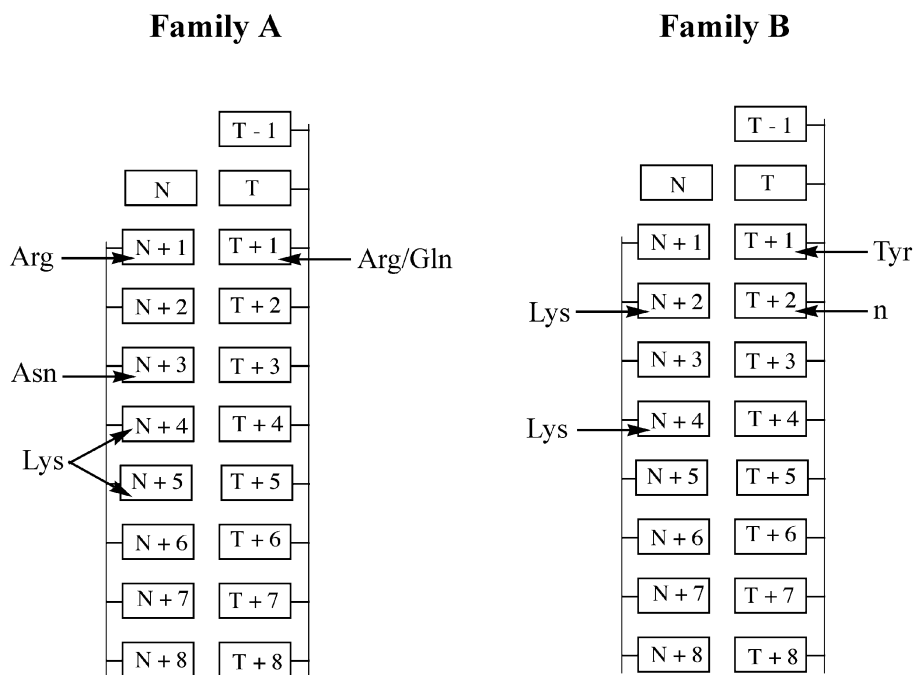 Family A Family B
T - 1 T - 1
N T N T
N + 1 T + 1 N + 1 T + 1
Arg Arg/Gln Tyr
N + 2 T + 2 N + 2 T + 2
Lys n
N + 3 T + 3 N + 3 T + 3
Asn
N + 4 T + 4 N + 4 T + 4
Lys Lys
N + 5 T + 5 N + 5 T + 5
N + 6 T + 6 N + 6 T + 6
N + 7 T + 7 N + 7 T + 7
N + 8 T + 8 N + 8 T + 8